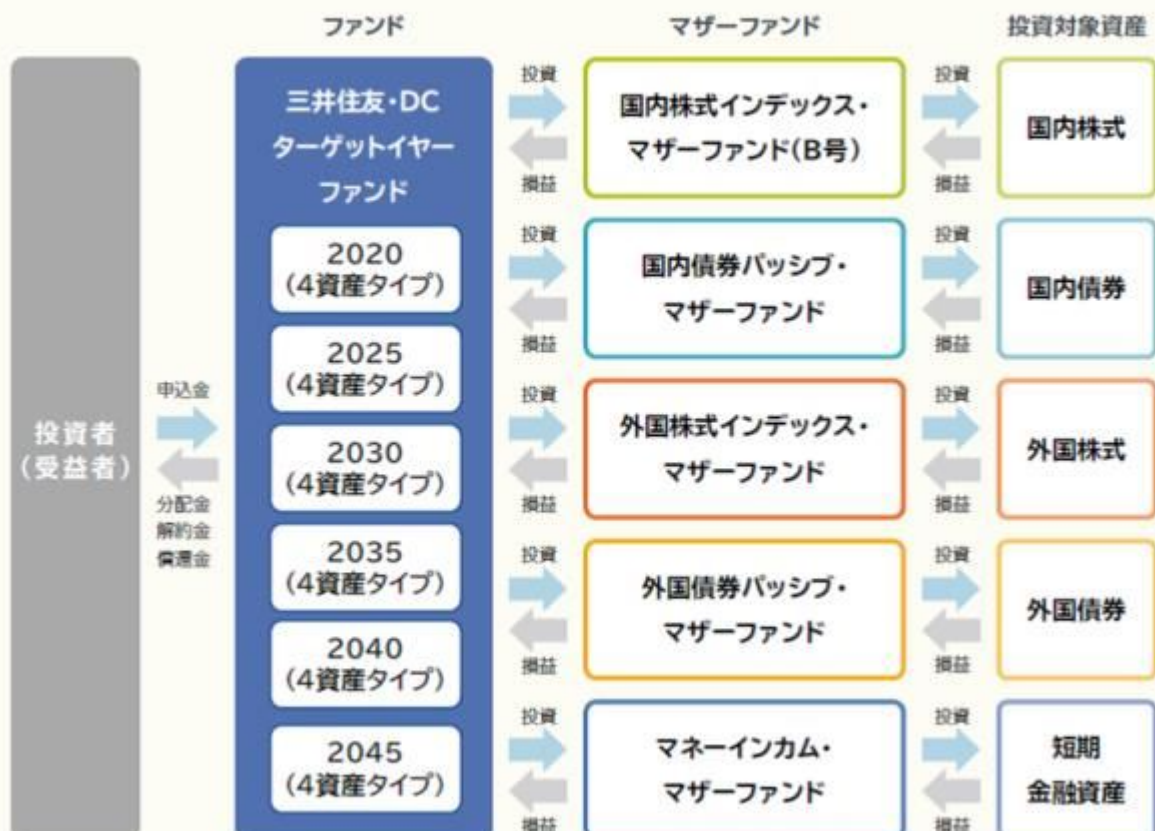 ファンド
マザーファンド
投資対象資産
投資者
(受益者)
申込金
分配金
解約金
償還金
三井住友・DC
ターゲットイヤー
ファンド
2020
(4資産タイプ)
2025
(4資産タイプ)
2030
(4資産タイプ)
2035
(4資産タイプ)
2040
(4資産タイプ)
2045
(4資産タイプ)
投資
損益
国内株式インデックス・
マザーファンド(B号)
投資
損益
国内株式
投資
損益
国内債券パッシブ・
マザーファンド
投資
損益
国内債券
投資
損益
外国株式インデックス・
マザーファンド
投資
損益
外国株式
投資
損益
外国債券パッシブ・
マザーファンド
投資
損益
外国債券
投資
損益
マネーインカム・
マザーファンド
投資
損益
短期
金融資産